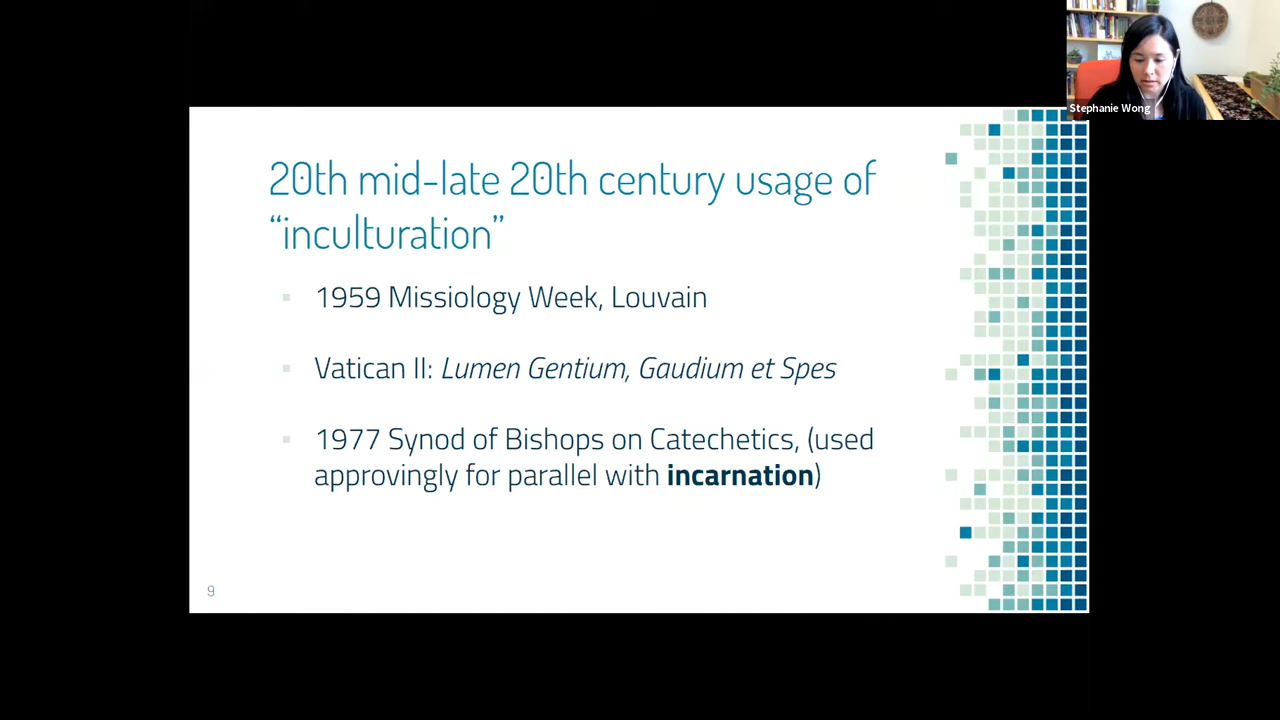 Stephanie Wong
20th mid-late 20th century usage of
“inculturation”
1959 Missiology Week, Louvain
Vatican II: Lumen Gentium, Gaudium et Spes
1977 Synod of Bishops on Catechetics, (used
approvingly for parallel with incarnation)
9